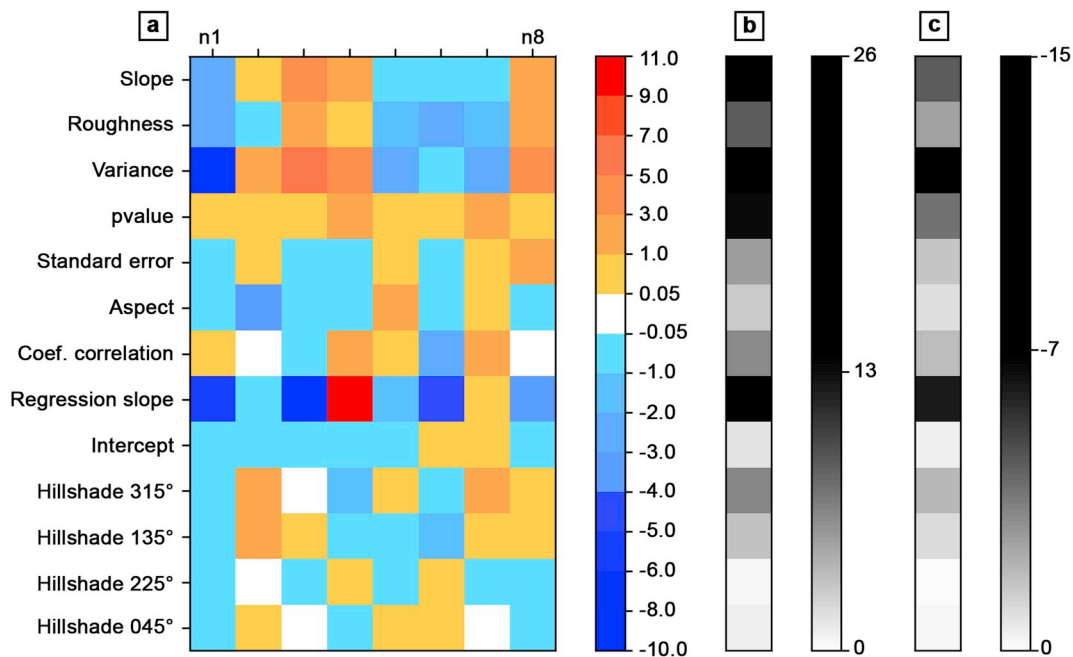 a
b
c
n1
n8
Slope
Roughness
Variance
pvalue
Standard error
Aspect
Coef. correlation
Regression slope
Intercept
Hillshade 315°
Hillshade 135°
Hillshade 225°
Hillshade 045°
11.0
9.0
7.0
5.0
3.0
1.0
0.05
-0.05
-1.0
-2.0
-3.0
-4.0
-5.0
-6.0
-8.0
-10.0
26
13
0
-15
-7
0